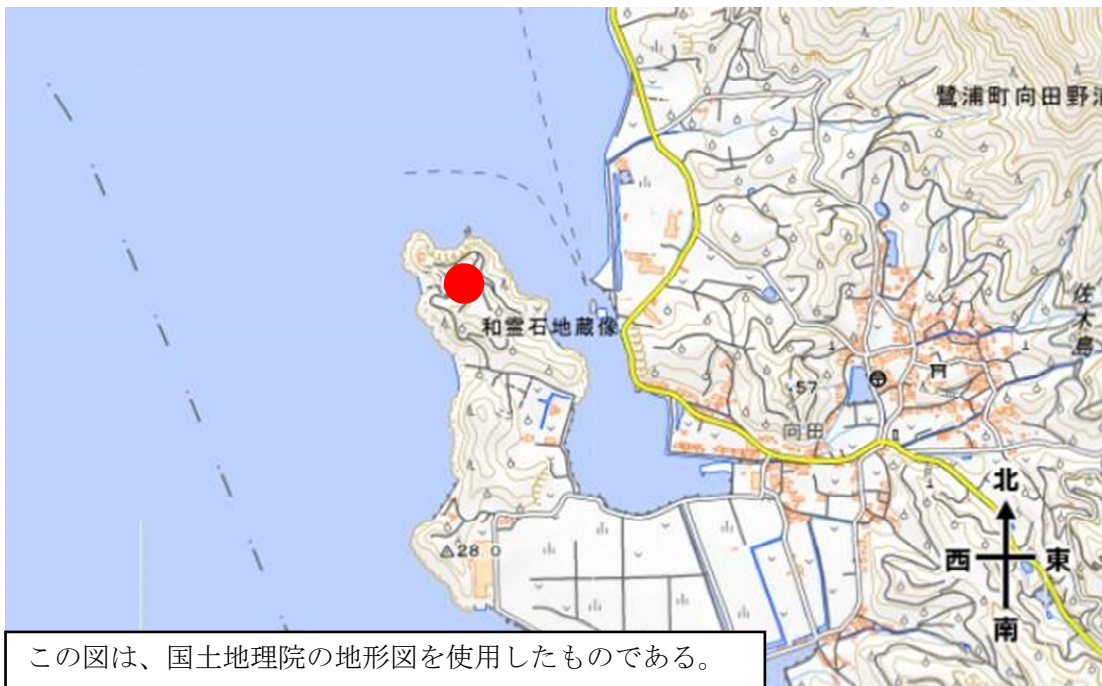 鷺浦町向田野浦
佐木島
和霊石地蔵像
・57
向田
北
28.0
西
東
南
この図は、国土地理院の地形図を使用したものである。